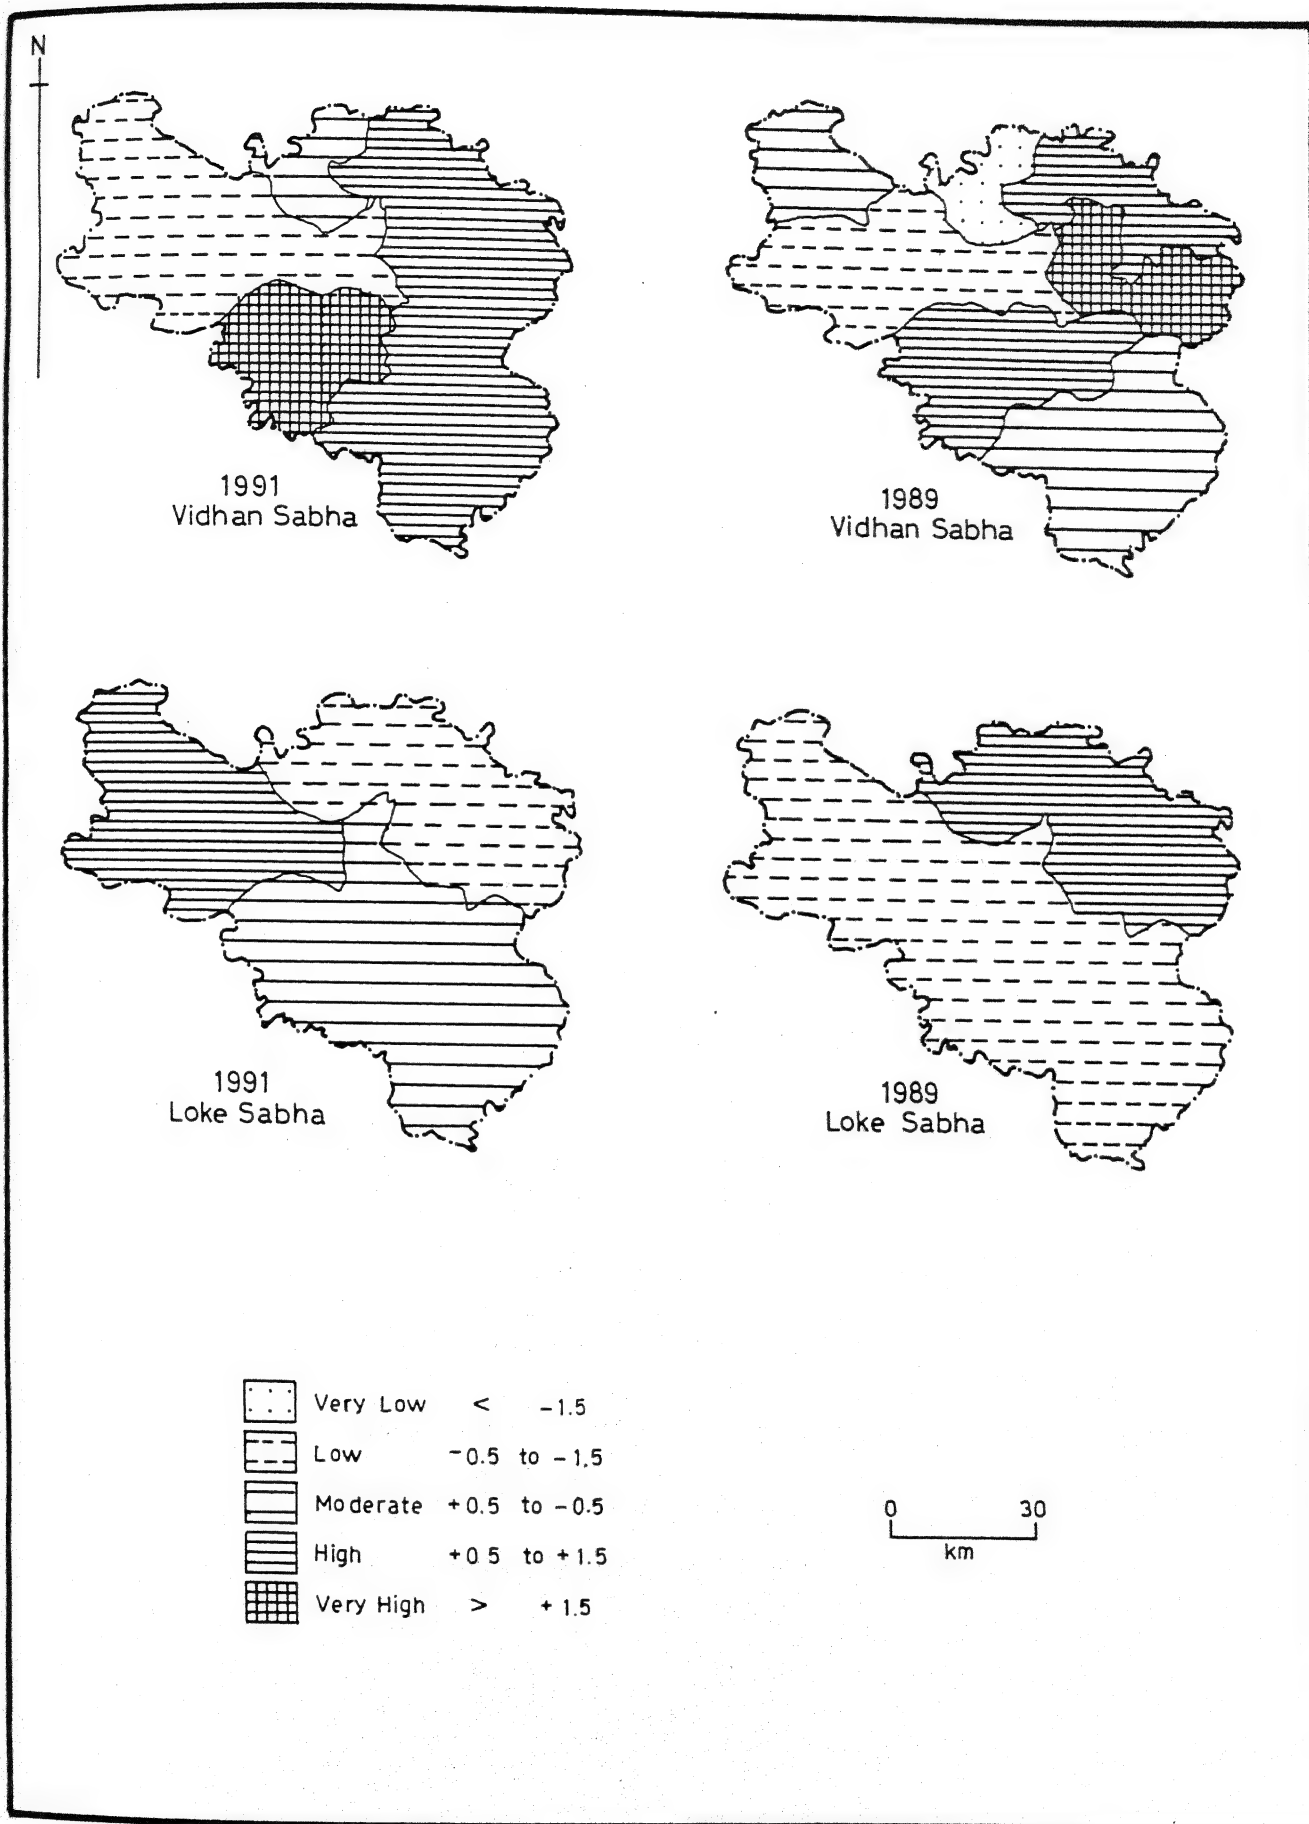 N
1991
Vidhan Sabha
1989
Vidhan Sabha
1991
Loke Sabha
1989
Loke Sabha
Very Low < -1.5
Low -0.5 to -1.5
Moderate +0.5 to -0.5
High +0.5 to +1.5
Very High > +1.5
0 30
km